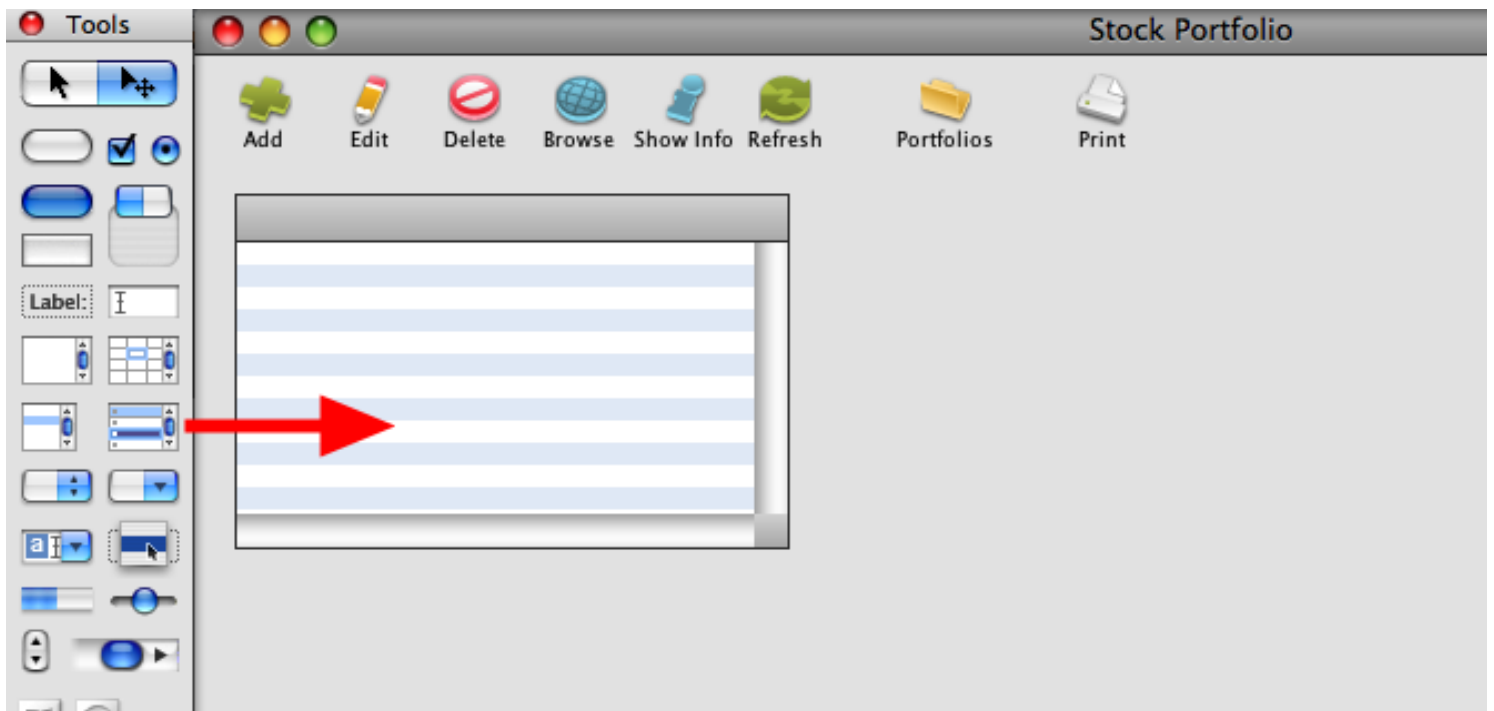 Tools
Stock Portfolio
Add Edit Delete Browse Show Info Refresh Portfolios Print
Label:
a